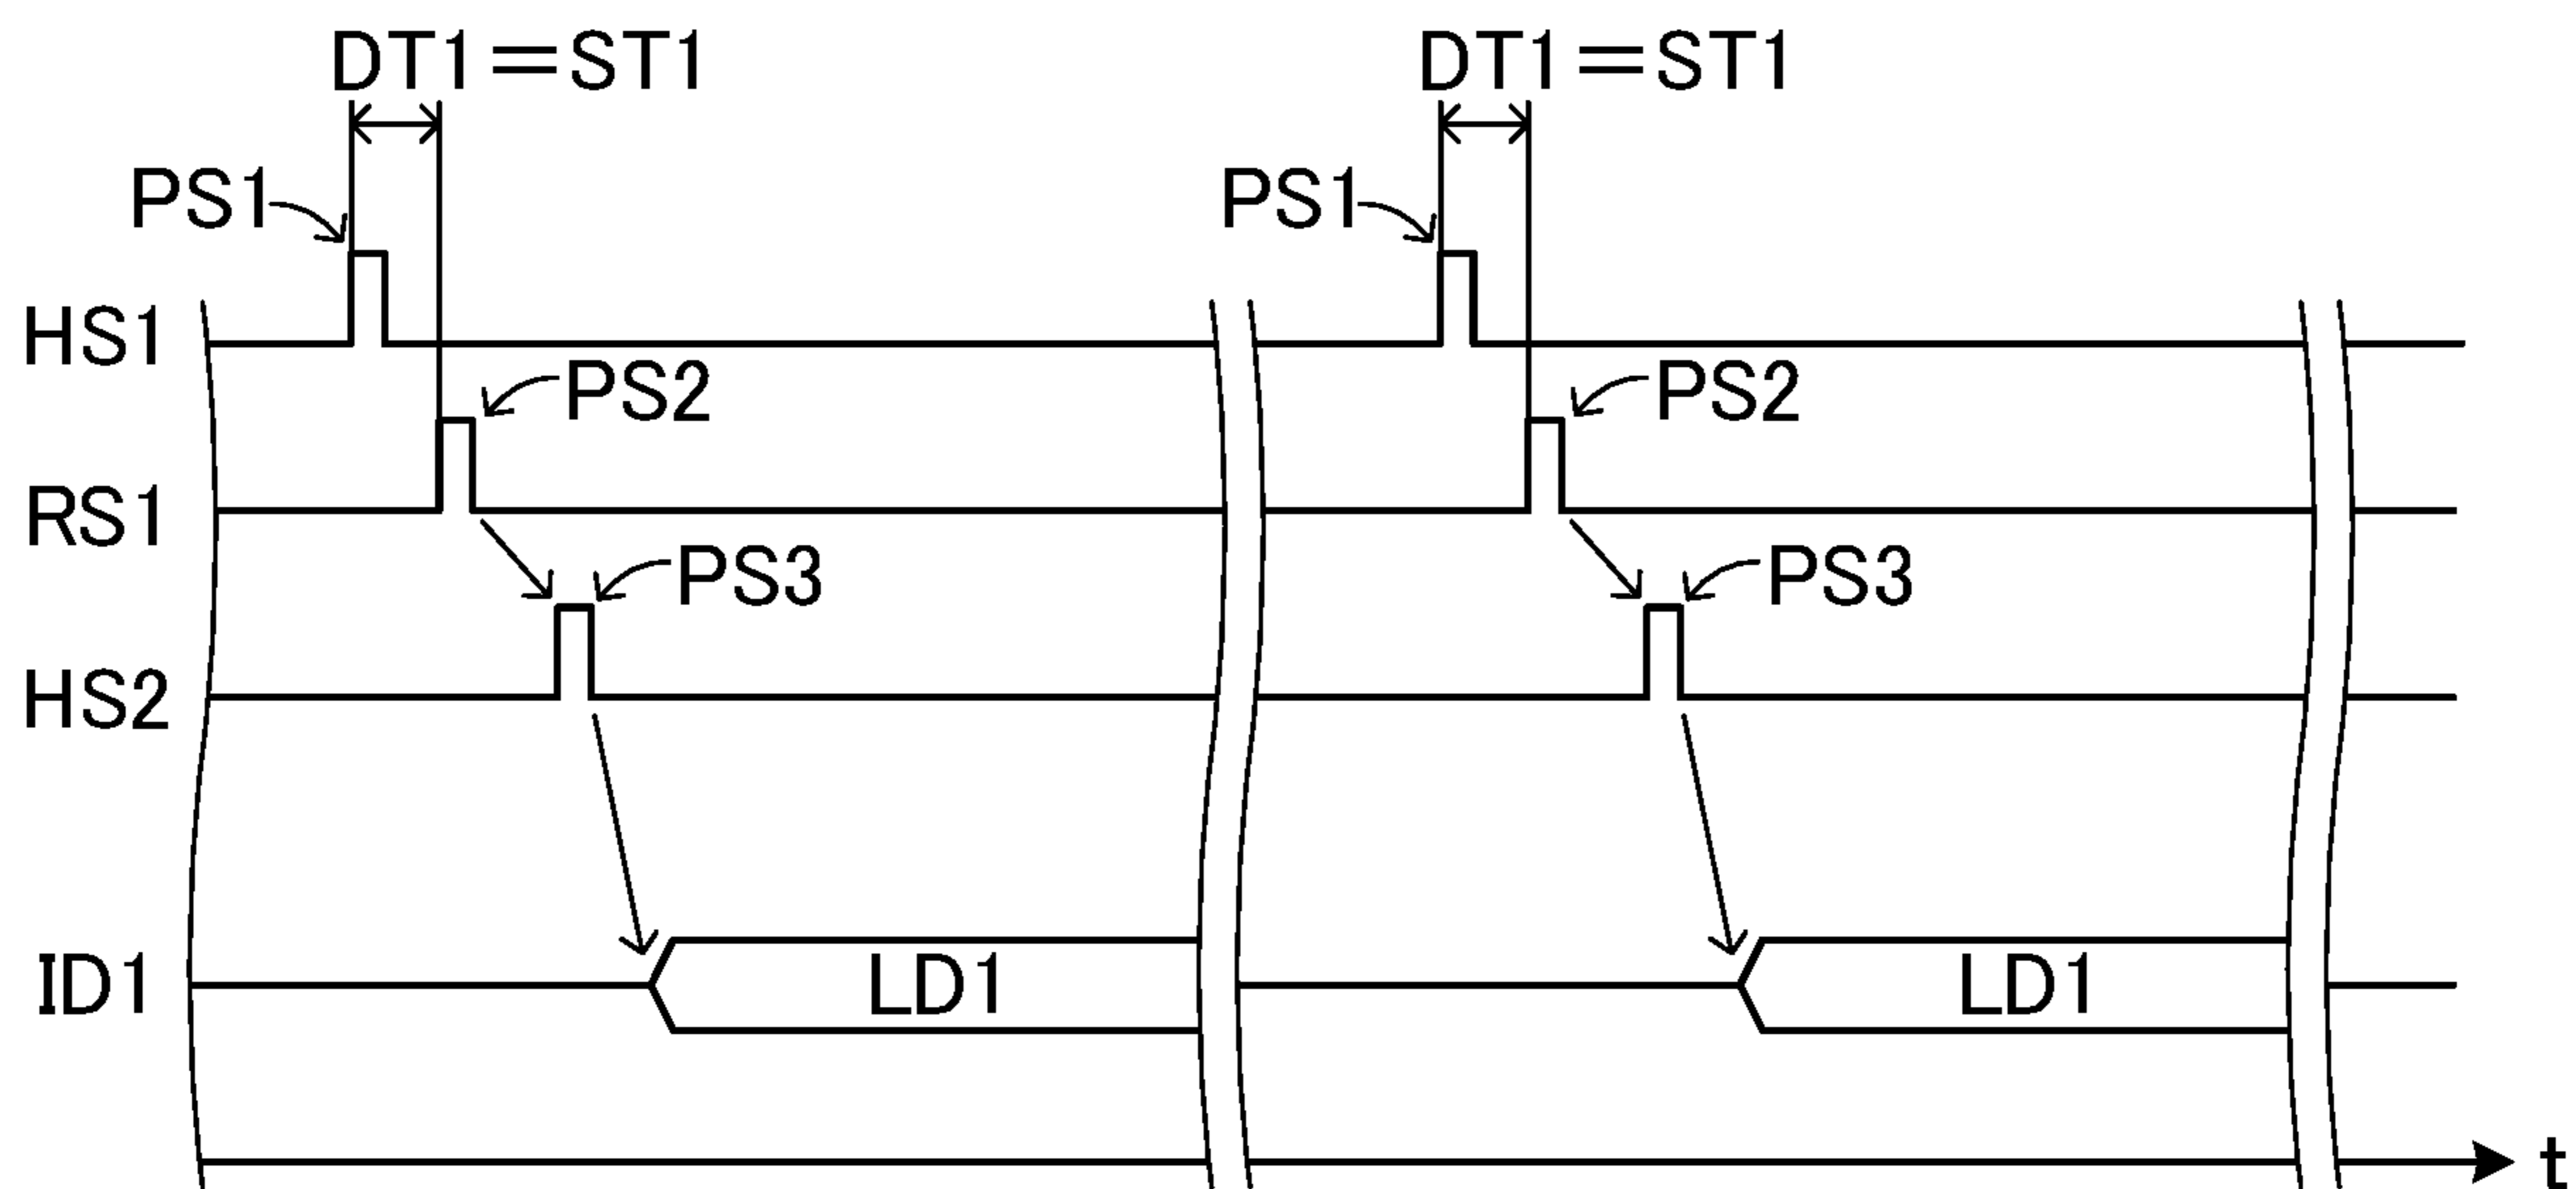 DT1=ST1 DT1=ST1
PS1 PS1
HS1
PS2 PS2
RS1
PS3 PS3
HS2
ID1 LD1 LD1
t